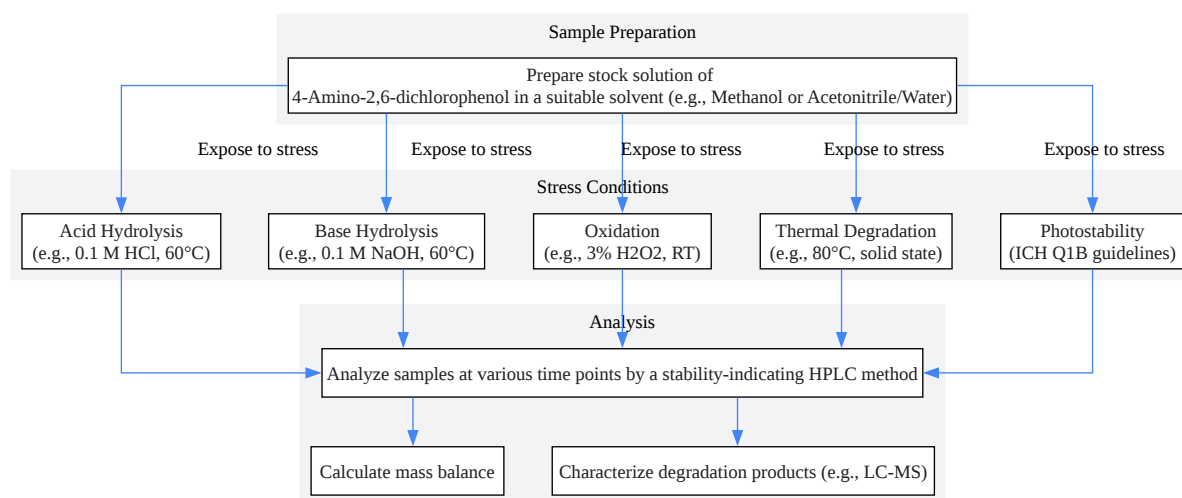 Sample Preparation
Prepare stock solution of
4-Amino-2,6-dichlorophenol in a suitable solvent (e.g., Methanol or Acetonitrile/Water)
Expose to stress
Expose to stress
Expose to stress
Expose to stress
Expose to stress
Stress Conditions
Acid Hydrolysis
(e.g., 0.1 M HCl, 60°C)
Base Hydrolysis
(e.g., 0.1 M NaOH, 60°C)
Oxidation
(e.g., 3% H2O2, RT)
Thermal Degradation
(e.g., 80°C, solid state)
Photostability
(ICH Q1B guidelines)
Analysis
Analyze samples at various time points by a stability-indicating HPLC method
Calculate mass balance
Characterize degradation products (e.g., LC-MS)